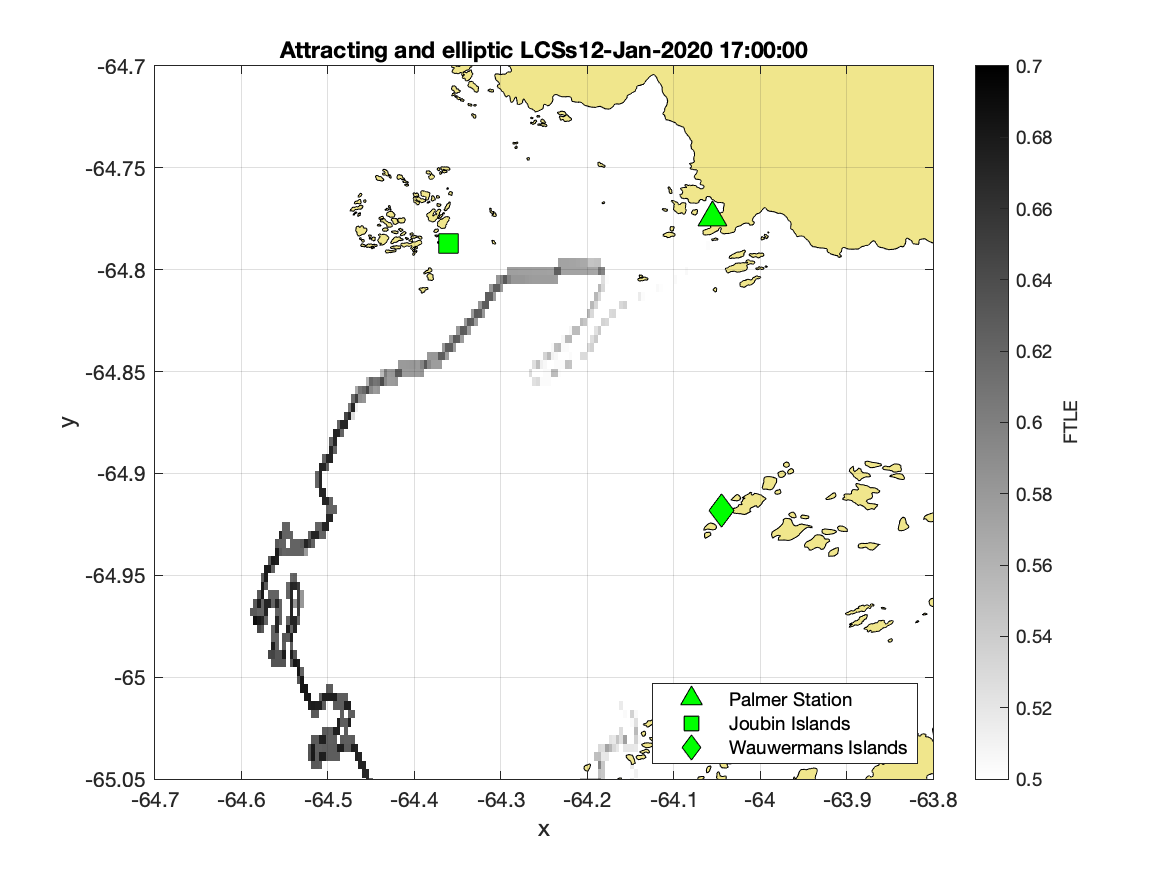 Attracting and elliptic LCSs12-Jan-2020 17:00:00
-64.7
-64.75
-64.8
-64.85
-64.9
-64.95
-65
-65.05
y
-64.7 -64.6 -64.5 -64.4 -64.3 -64.2 -64.1 -64 -63.9 -63.8
x
Palmer Station
Joubin Islands
Wauwermans Islands
0.7
0.68
0.66
0.64
0.62
0.6
0.58
0.56
0.54
0.52
0.5
FTLE